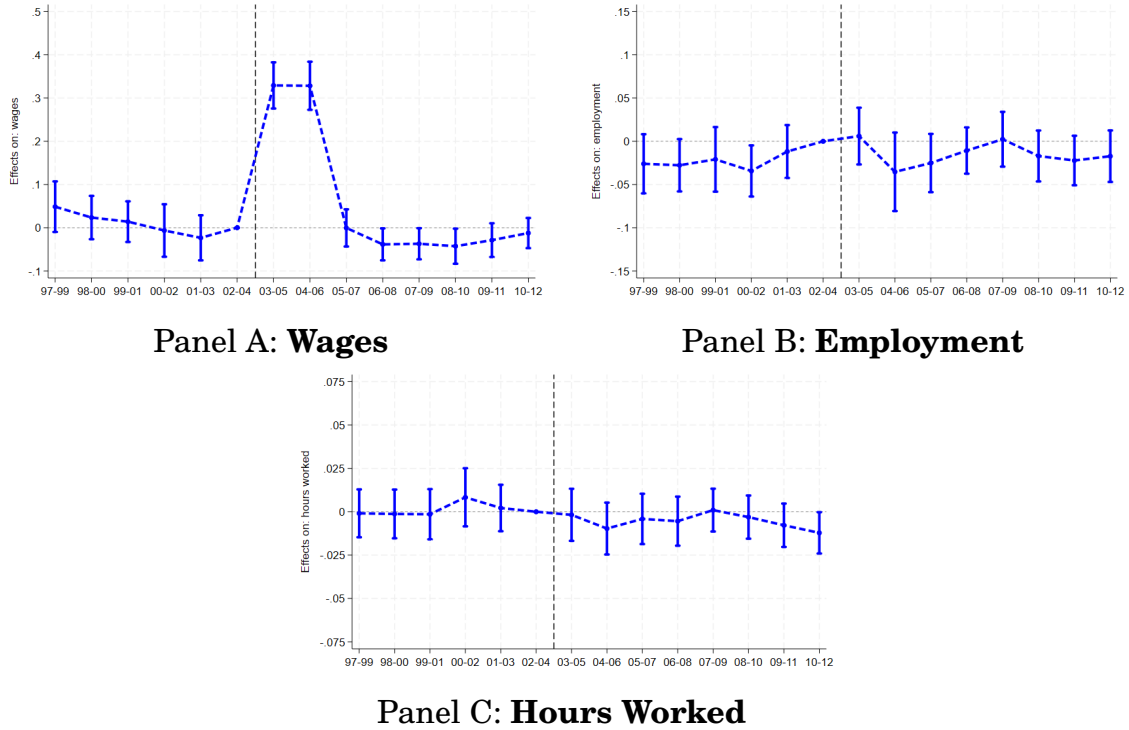 .5
.4
.3
.2
.1
0
-.1
Effects on: wages
97-99 98-00 99-01 00-02 01-03 02-04 03-05 04-06 05-07 06-08 07-09 08-10 09-11 10-12
Panel A: Wages
.15
.1
.05
0
-.05
-.1
-.15
Effects on: employment
97-99 98-00 99-01 00-02 01-03 02-04 03-05 04-06 05-07 06-08 07-09 08-10 09-11 10-12
Panel B: Employment
.075
.05
.025
0
-.025
-.05
-.075
Effects on: hours worked
97-99 98-00 99-01 00-02 01-03 02-04 03-05 04-06 05-07 06-08 07-09 08-10 09-11 10-12
Panel C: Hours Worked